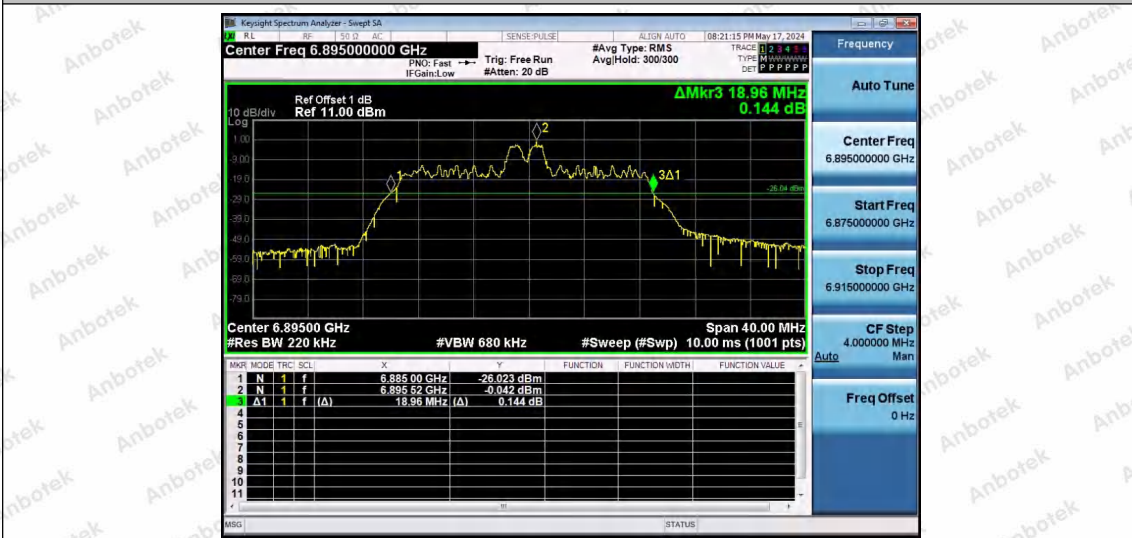 Keysight Spectrum Analyzer - Swept SA
RL RF 50 Ω AC SENSE:PULSE ALIGN AUTO 08:21:15 PM May 17, 2024
Center Freq 6.895000000 GHz
PNO: Fast Trig: Free Run #Avg Type: RMS TRACE 1 2 3 4 5 6
IFGain:Low #Atten: 20 dB Avg|Hold: 300/300 TYPE M WWWWW
DET P P P P P P
Frequency
Auto Tune
Center Freq
6.895000000 GHz
Start Freq
6.875000000 GHz
Stop Freq
6.915000000 GHz
CF Step
4.000000 MHz
Auto Man
Freq Offset
0 Hz
ΔMkr3 18.96 MHz
0.144 dB
Ref Offset 1 dB
10 dB/div Ref 11.00 dBm
Log
1.00
-9.00
-19.0
-29.0
-39.0
-49.0
-59.0
-69.0
-79.0
1
2
3Δ1
-26.04 dBm
Center 6.89500 GHz Span 40.00 MHz
#Res BW 220 kHz #VBW 680 kHz #Sweep (#Swp) 10.00 ms (1001 pts)
MKR MODE TRC SCL X Y FUNCTION FUNCTION WIDTH FUNCTION VALUE
1 N 1 f 6.885 00 GHz -26.023 dBm
2 N 1 f 6.895 52 GHz -0.042 dBm
3 Δ1 1 f (Δ) 18.96 MHz (Δ) 0.144 dB
4
5
6
7
8
9
10
11
MSG STATUS
Anbotek